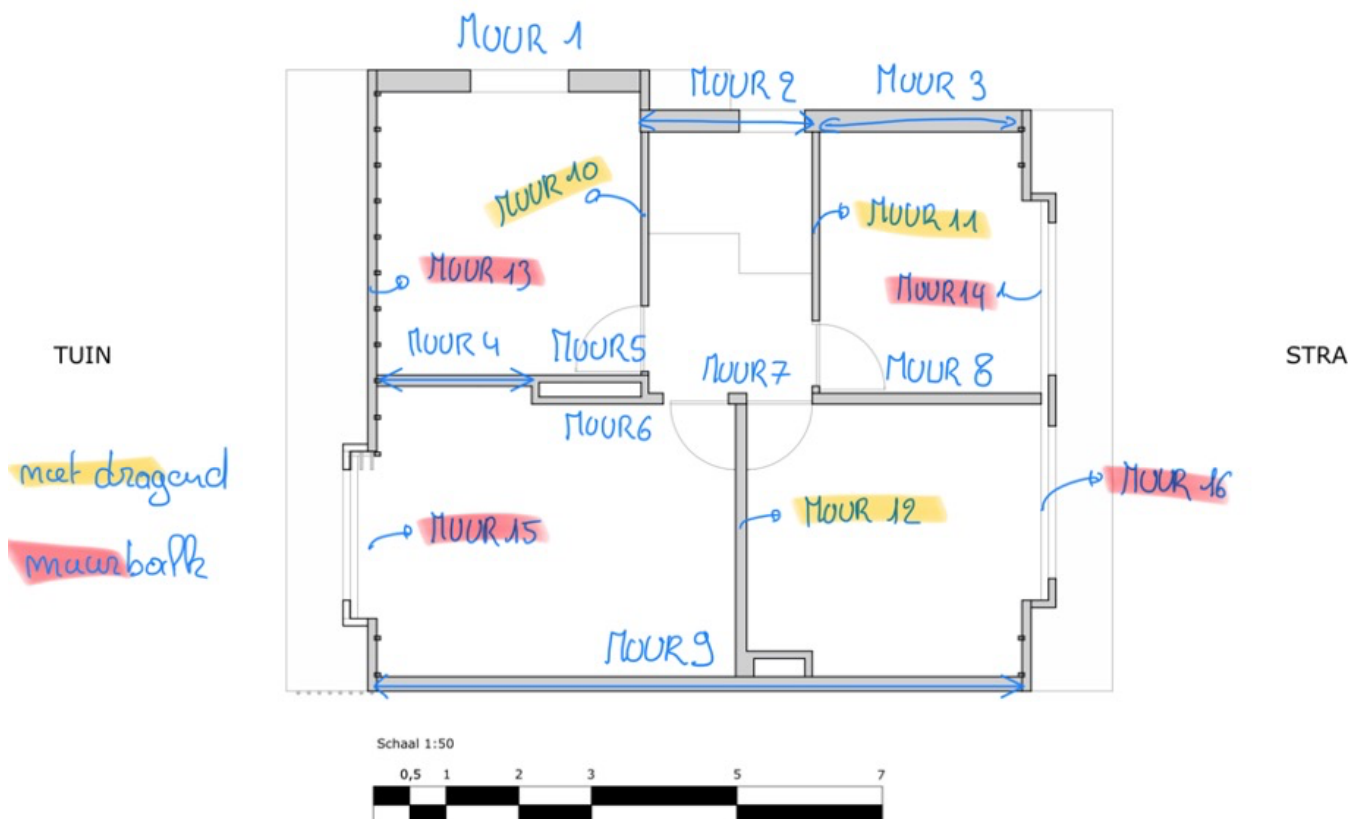 MUUR 1
MUUR 2
MUUR 3
MUUR 10
MUUR 11
MUUR 13
MUUR 14
TUIN
STRA
MUUR 4
MUUR 5
MUUR 7
MUUR 8
MUUR 6
niet dragend
MUUR 16
MUUR 15
MUUR 12
muurbalk
MUUR 9
Schaal 1:50
0,5 1 2 3 5 7